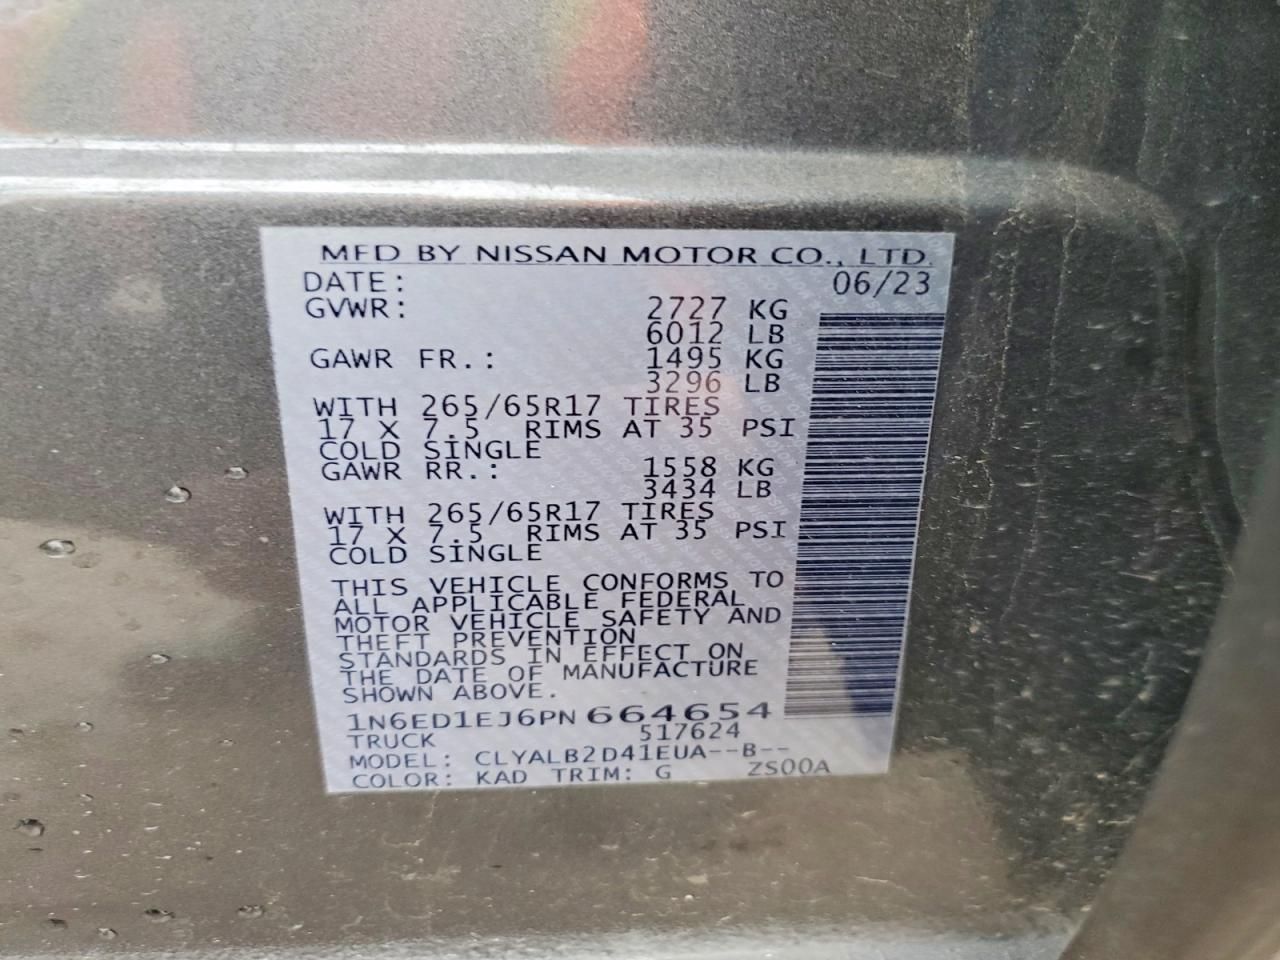 MFD BY NISSAN MOTOR CO., LTD.
DATE: 06/23
GVWR: 2727 KG
6012 LB
GAWR FR.: 1495 KG
3296 LB
WITH 265/65R17 TIRES
17 X 7.5 RIMS AT 35 PSI
COLD SINGLE
GAWR RR.: 1558 KG
3434 LB
WITH 265/65R17 TIRES
17 X 7.5 RIMS AT 35 PSI
COLD SINGLE
THIS VEHICLE CONFORMS TO
ALL APPLICABLE FEDERAL
MOTOR VEHICLE SAFETY AND
THEFT PREVENTION
STANDARDS IN EFFECT ON
THE DATE OF MANUFACTURE
SHOWN ABOVE.
1N6ED1EJ6PN664654
TRUCK 517624
MODEL: CLYALB2D41EUA--B--
COLOR: KAD TRIM: G ZS00A